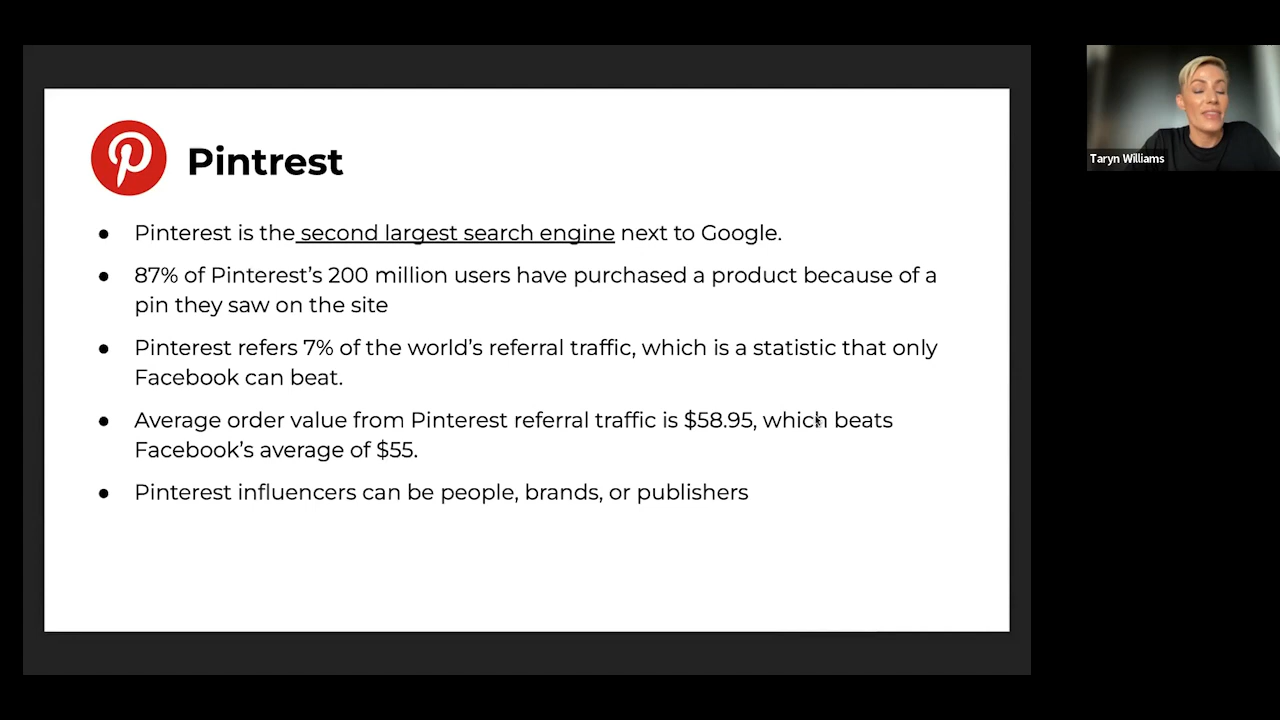 Pintrest
● Pinterest is the second largest search engine next to Google.
● 87% of Pinterest’s 200 million users have purchased a product because of a
pin they saw on the site
● Pinterest refers 7% of the world’s referral traffic, which is a statistic that only
Facebook can beat.
● Average order value from Pinterest referral traffic is $58.95, which beats
Facebook’s average of $55.
● Pinterest influencers can be people, brands, or publishers
Taryn Williams